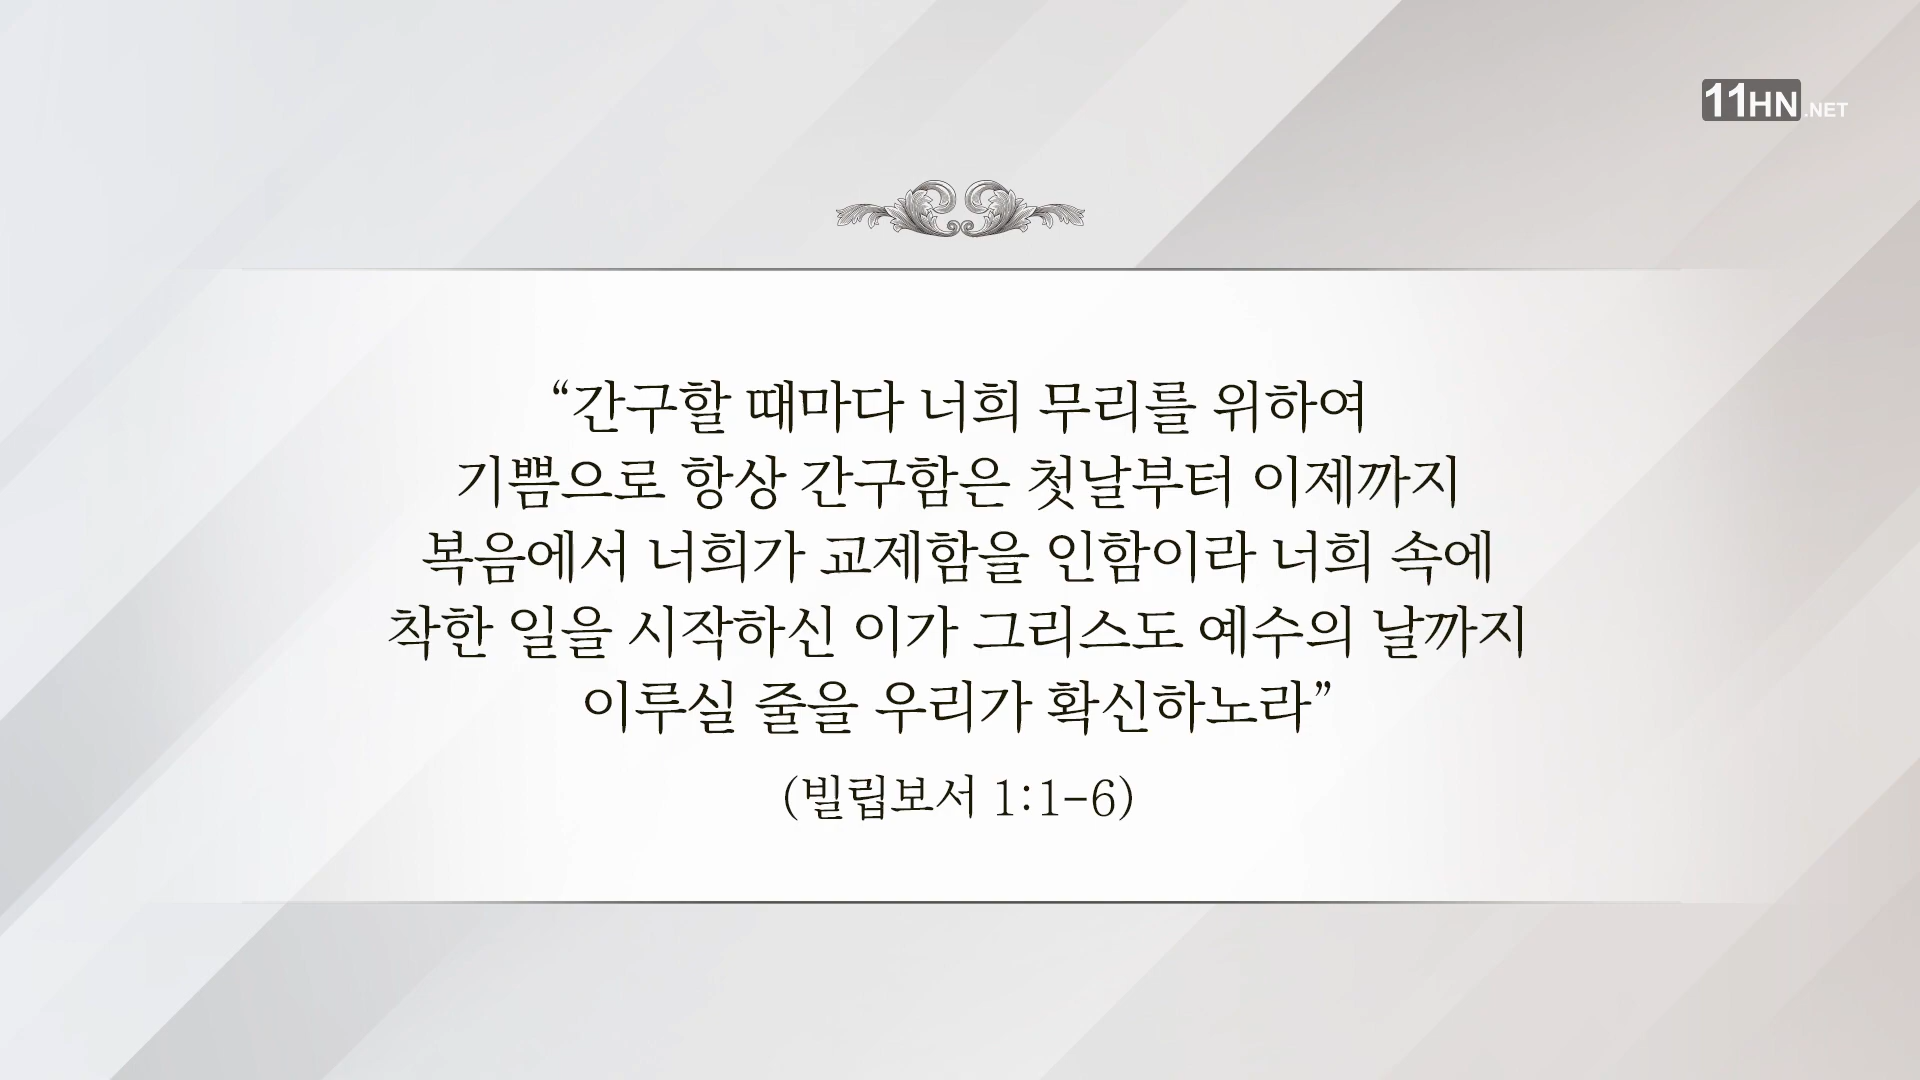 11HN.NET
“간구할 때마다 너희 무리를 위하여
기쁨으로 항상 간구함은 첫날부터 이제까지
복음에서 너희가 교제함을 인함이라 너희 속에
착한 일을 시작하신 이가 그리스도 예수의 날까지
이루실 줄을 우리가 확신하노라”
(빌립보서 1:1-6)